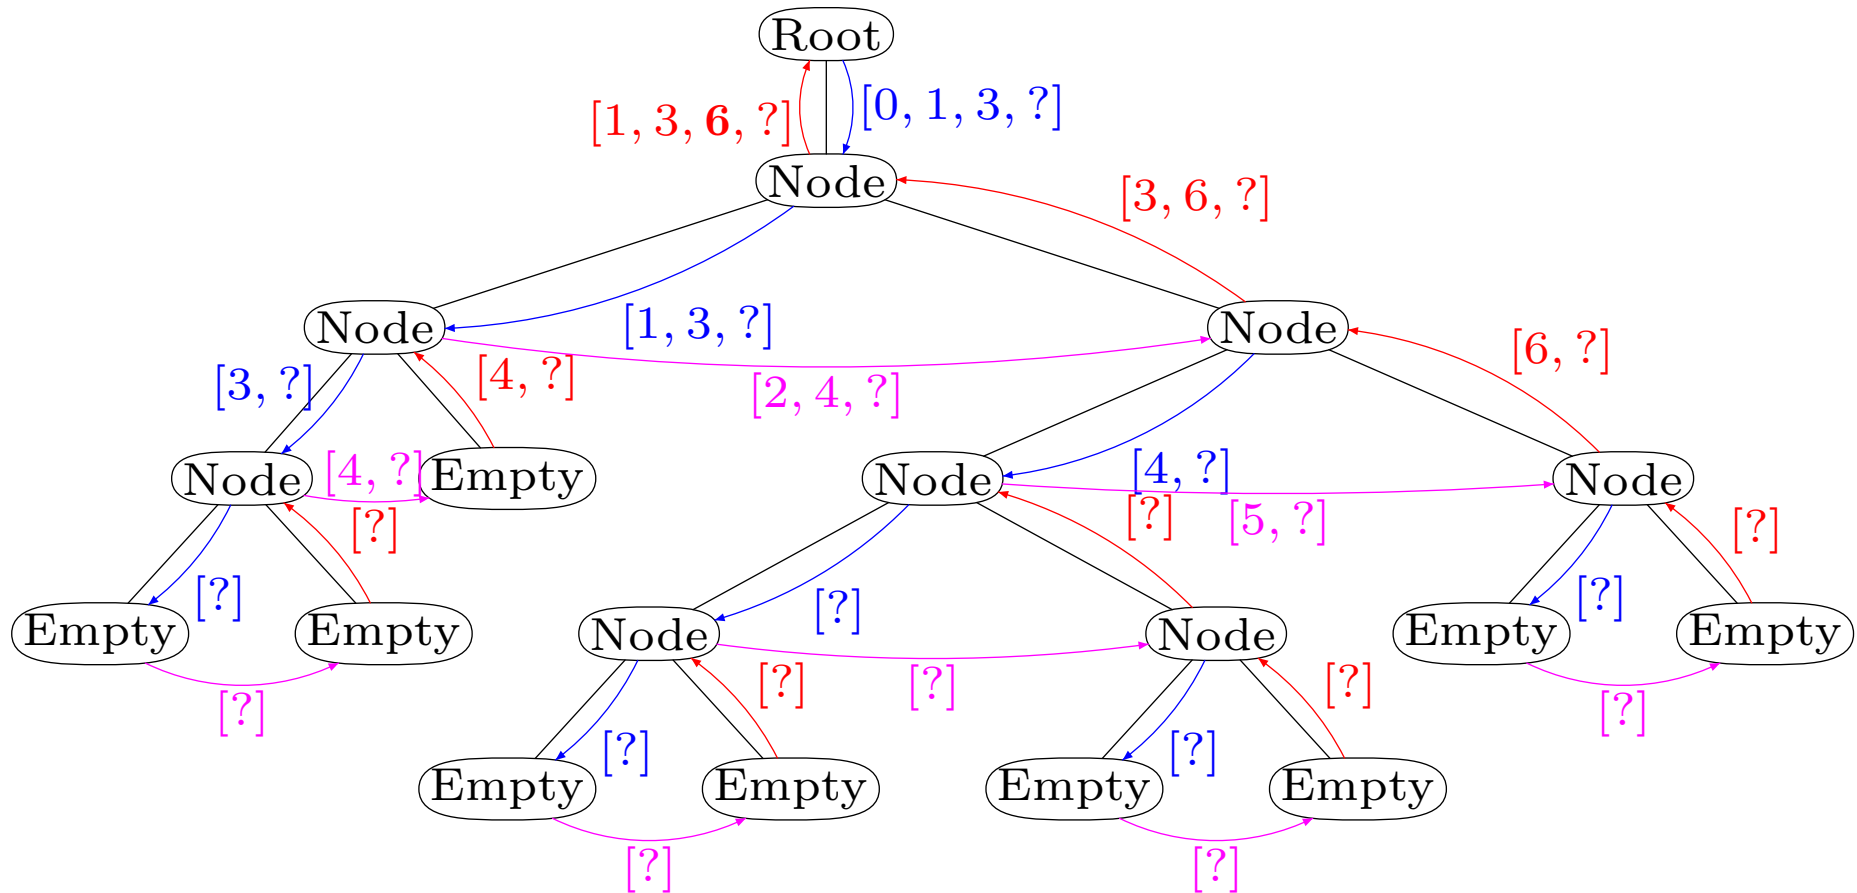 Root
[1, 3, 6, ?] [0, 1, 3, ?]
Node
[3, 6, ?]
Node [1, 3, ?] Node
[3, ?] [4, ?] [2, 4, ?] [6, ?]
Node [4, ?] Empty Node [4, ?] Node
[?] [?] [5, ?] [?]
[?] [?] [?]
Empty Empty Node Node Empty Empty
[?] [?] [?] [?] [?]
[?] [?]
Empty Empty Empty Empty
[?] [?]